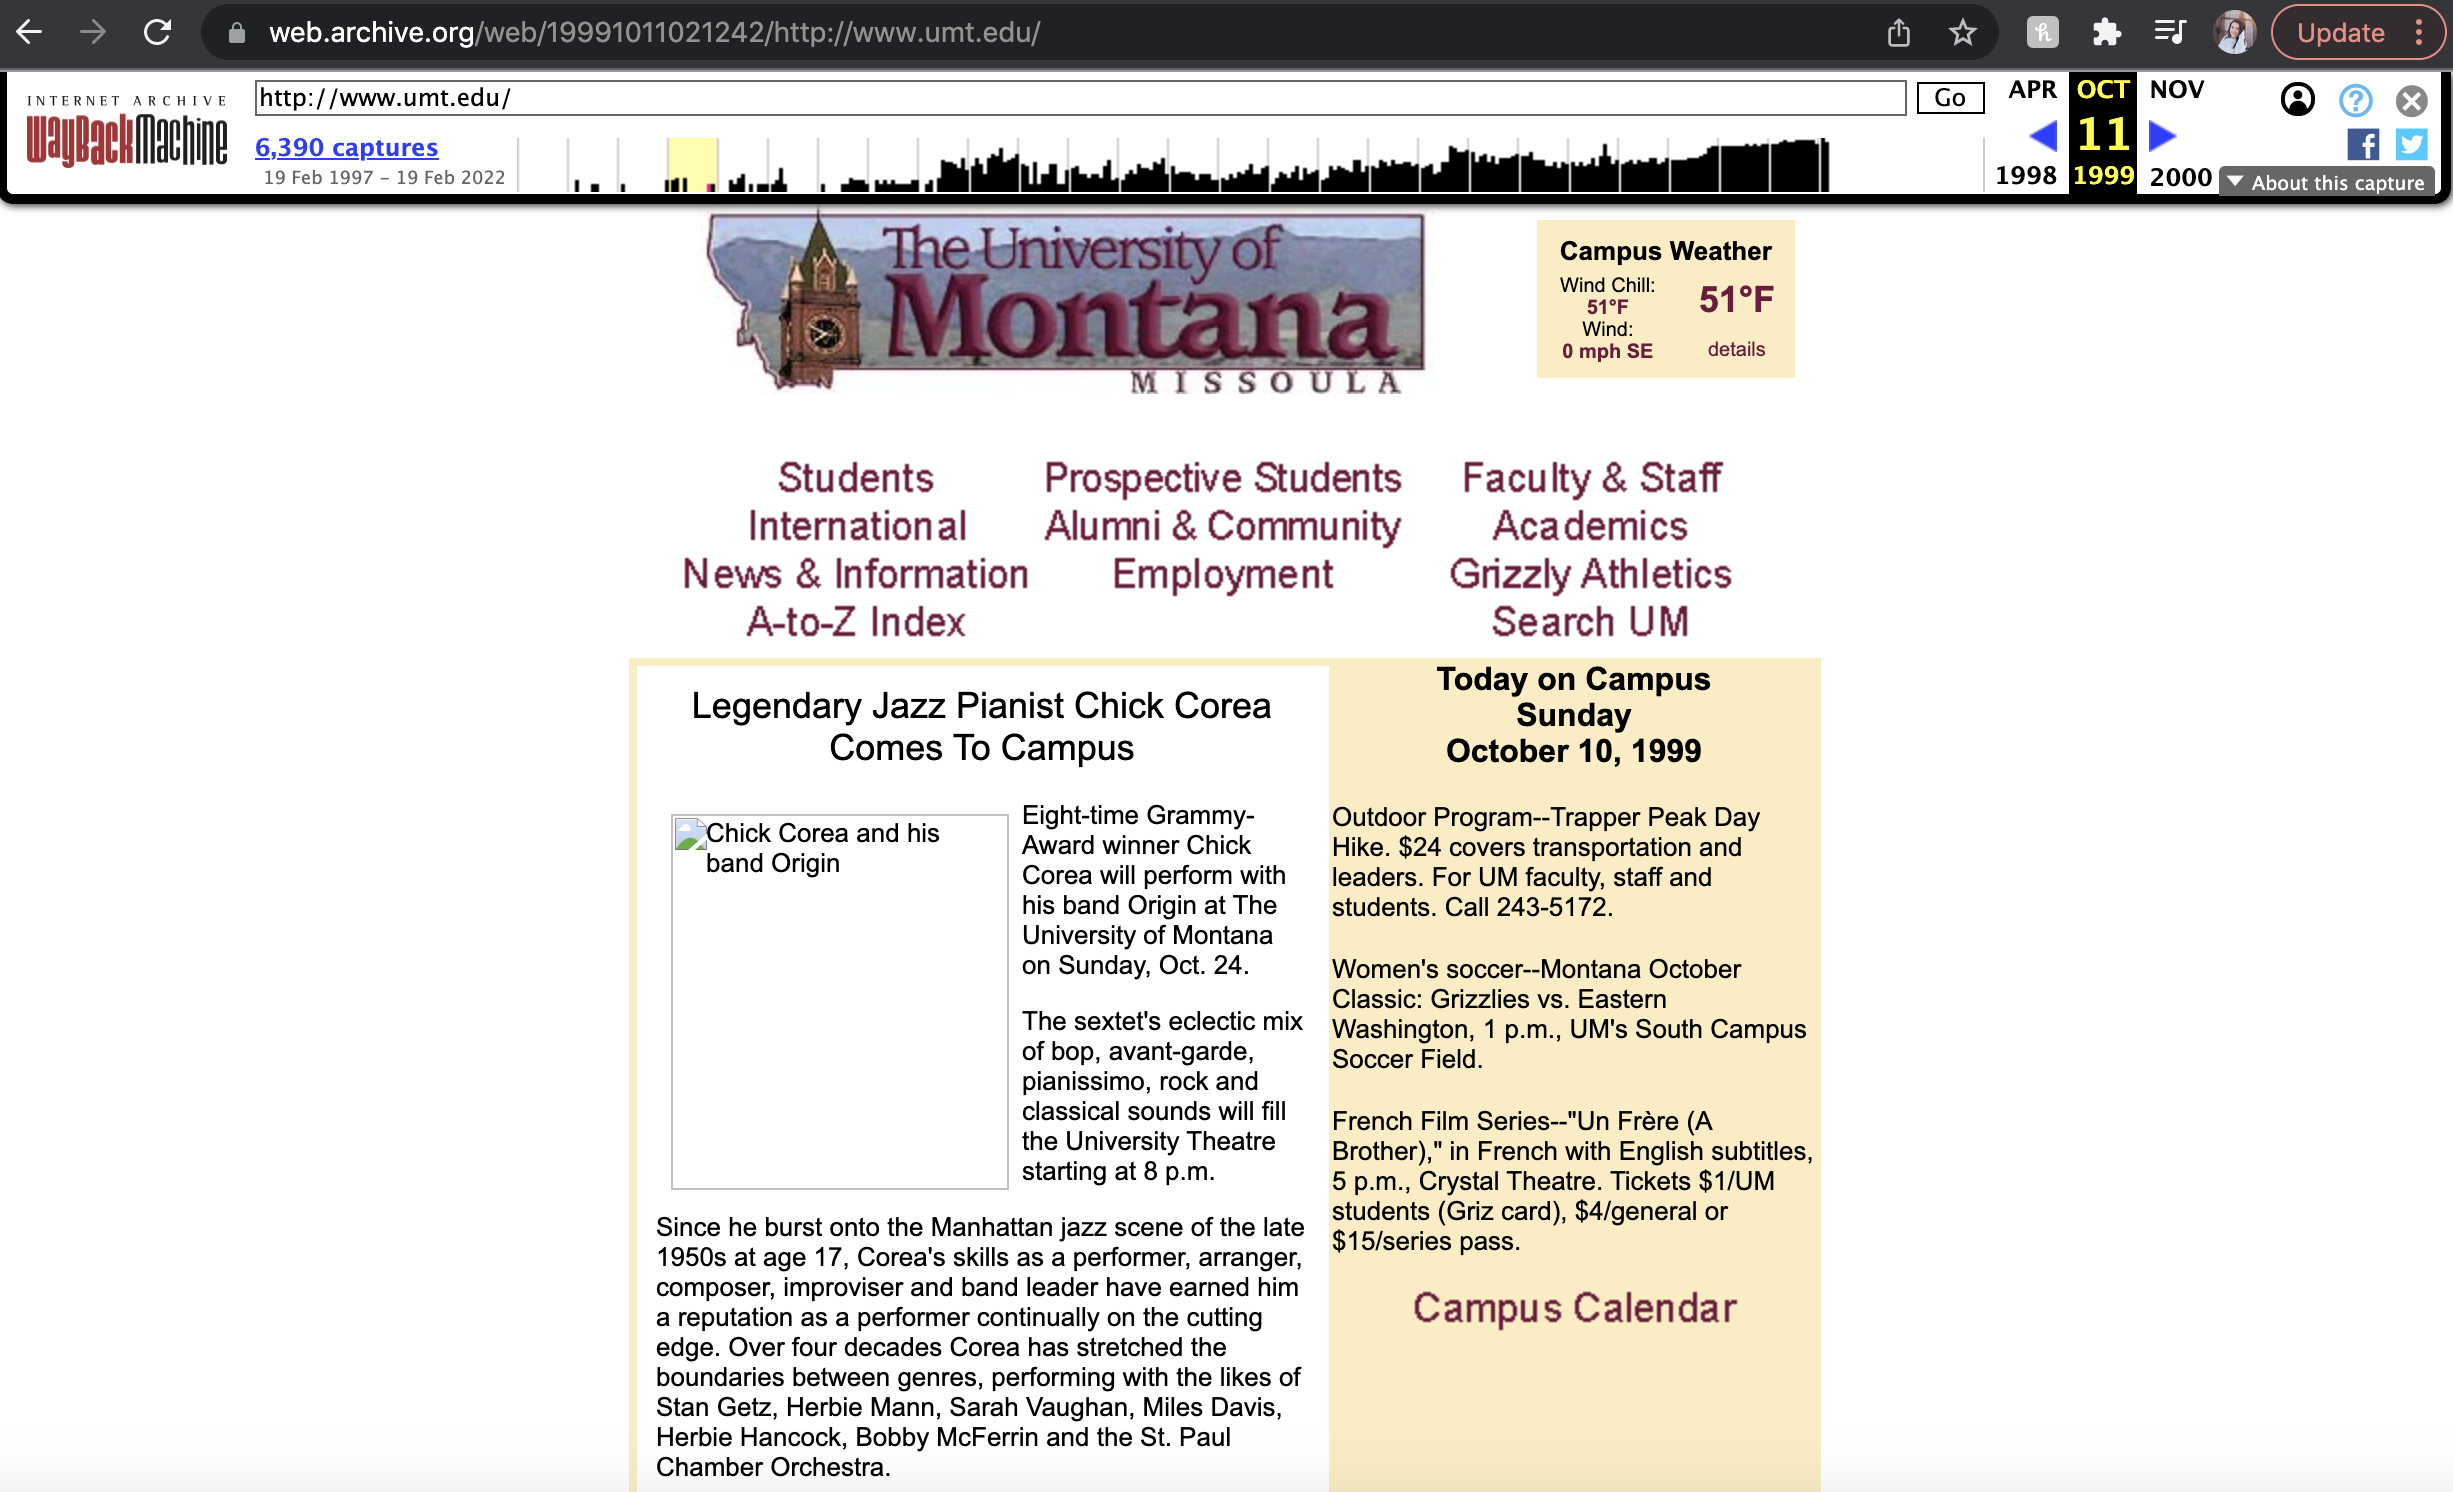 web.archive.org/web/19991011021242/http://www.umt.edu/
Update
INTERNET ARCHIVE
WayBackMachine
http://www.umt.edu/
Go
6,390 captures
19 Feb 1997 – 19 Feb 2022
APR OCT NOV
11
1998 1999 2000
About this capture
The University of
Montana
MISSOULA
Campus Weather
Wind Chill:
51°F
Wind:
0 mph SE
51°F
details
Students Prospective Students Faculty & Staff
International Alumni & Community Academics
News & Information Employment Grizzly Athletics
A-to-Z Index Search UM
Legendary Jazz Pianist Chick Corea
Comes To Campus
Chick Corea and his
band Origin
Eight-time Grammy-
Award winner Chick
Corea will perform with
his band Origin at The
University of Montana
on Sunday, Oct. 24.
The sextet's eclectic mix
of bop, avant-garde,
pianissimo, rock and
classical sounds will fill
the University Theatre
starting at 8 p.m.
Since he burst onto the Manhattan jazz scene of the late
1950s at age 17, Corea's skills as a performer, arranger,
composer, improviser and band leader have earned him
a reputation as a performer continually on the cutting
edge. Over four decades Corea has stretched the
boundaries between genres, performing with the likes of
Stan Getz, Herbie Mann, Sarah Vaughan, Miles Davis,
Herbie Hancock, Bobby McFerrin and the St. Paul
Chamber Orchestra.
Today on Campus
Sunday
October 10, 1999
Outdoor Program--Trapper Peak Day
Hike. $24 covers transportation and
leaders. For UM faculty, staff and
students. Call 243-5172.
Women's soccer--Montana October
Classic: Grizzlies vs. Eastern
Washington, 1 p.m., UM's South Campus
Soccer Field.
French Film Series--"Un Frère (A
Brother)," in French with English subtitles,
5 p.m., Crystal Theatre. Tickets $1/UM
students (Griz card), $4/general or
$15/series pass.
Campus Calendar